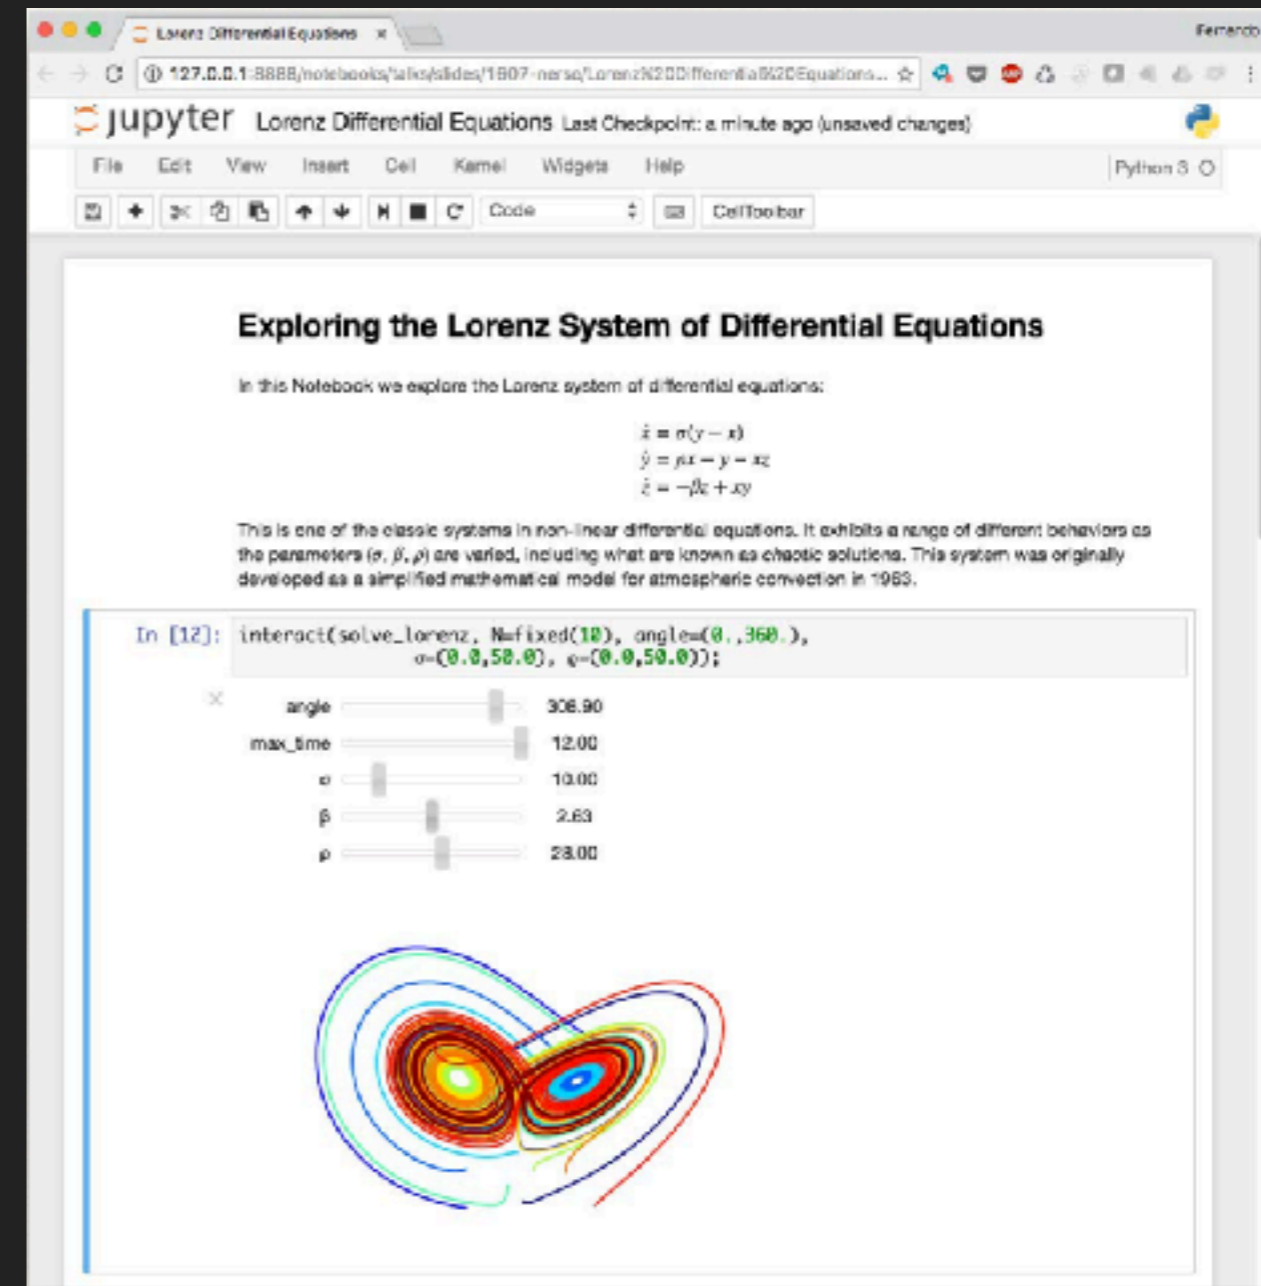 Lorenz Differential Equations
Fernando
127.0.0.1:8888/notebooks/talks/slides/1607-nersc/Lorenz%20Differential%20Equations...
jupyter Lorenz Differential Equations Last Checkpoint: a minute ago (unsaved changes)
File Edit View Insert Cell Kernel Widgets Help Python 3
Code CellToolbar
Exploring the Lorenz System of Differential Equations
In this Notebook we explore the Lorenz system of differential equations:
ẋ = σ(y − x)
ẏ = ρx − y − xz
ż = −βz + xy
This is one of the classic systems in non-linear differential equations. It exhibits a range of different behaviors as
the parameters (σ, β, ρ) are varied, including what are known as chaotic solutions. This system was originally
developed as a simplified mathematical model for atmospheric convection in 1963.
In [12]: interact(solve_lorenz, N=fixed(10), angle=(0.,360.),
σ=(0.0,50.0), ρ=(0.0,50.0));
angle 308.90
max_time 12.00
σ 10.00
β 2.63
ρ 28.00